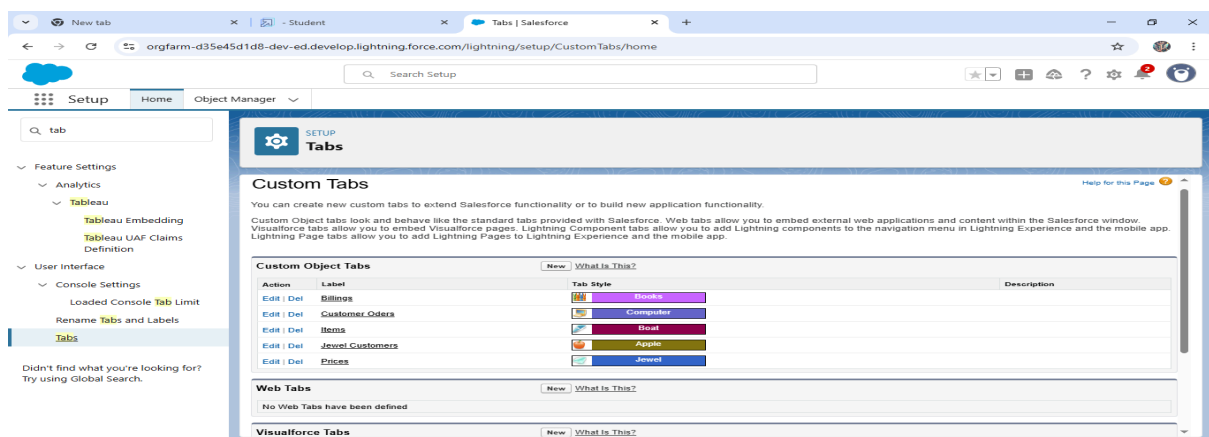 New tab
- Student
Tabs | Salesforce
orgfarm-d35e45d1d8-dev-ed.develop.lightning.force.com/lightning/setup/CustomTabs/home
Search Setup
2
Setup Home Object Manager
tab
SETUP
Tabs
Feature Settings
Analytics
Tableau
Tableau Embedding
Tableau UAF Claims
Definition
User Interface
Console Settings
Loaded Console Tab Limit
Rename Tabs and Labels
Tabs
Didn't find what you're looking for?
Try using Global Search.
Custom Tabs
Help for this Page
You can create new custom tabs to extend Salesforce functionality or to build new application functionality.
Custom Object tabs look and behave like the standard tabs provided with Salesforce. Web tabs allow you to embed external web applications and content within the Salesforce window.
Visualforce tabs allow you to embed Visualforce pages. Lightning Component tabs allow you to add Lightning components to the navigation menu in Lightning Experience and the mobile app.
Lightning Page tabs allow you to add Lightning Pages to Lightning Experience and the mobile app.
Custom Object Tabs New What Is This?
Action Label Tab Style Description
Edit | Del Billings Books
Edit | Del Customer Oders Computer
Edit | Del Items Boat
Edit | Del Jewel Customers Apple
Edit | Del Prices Jewel
Web Tabs New What Is This?
No Web Tabs have been defined
Visualforce Tabs New What Is This?